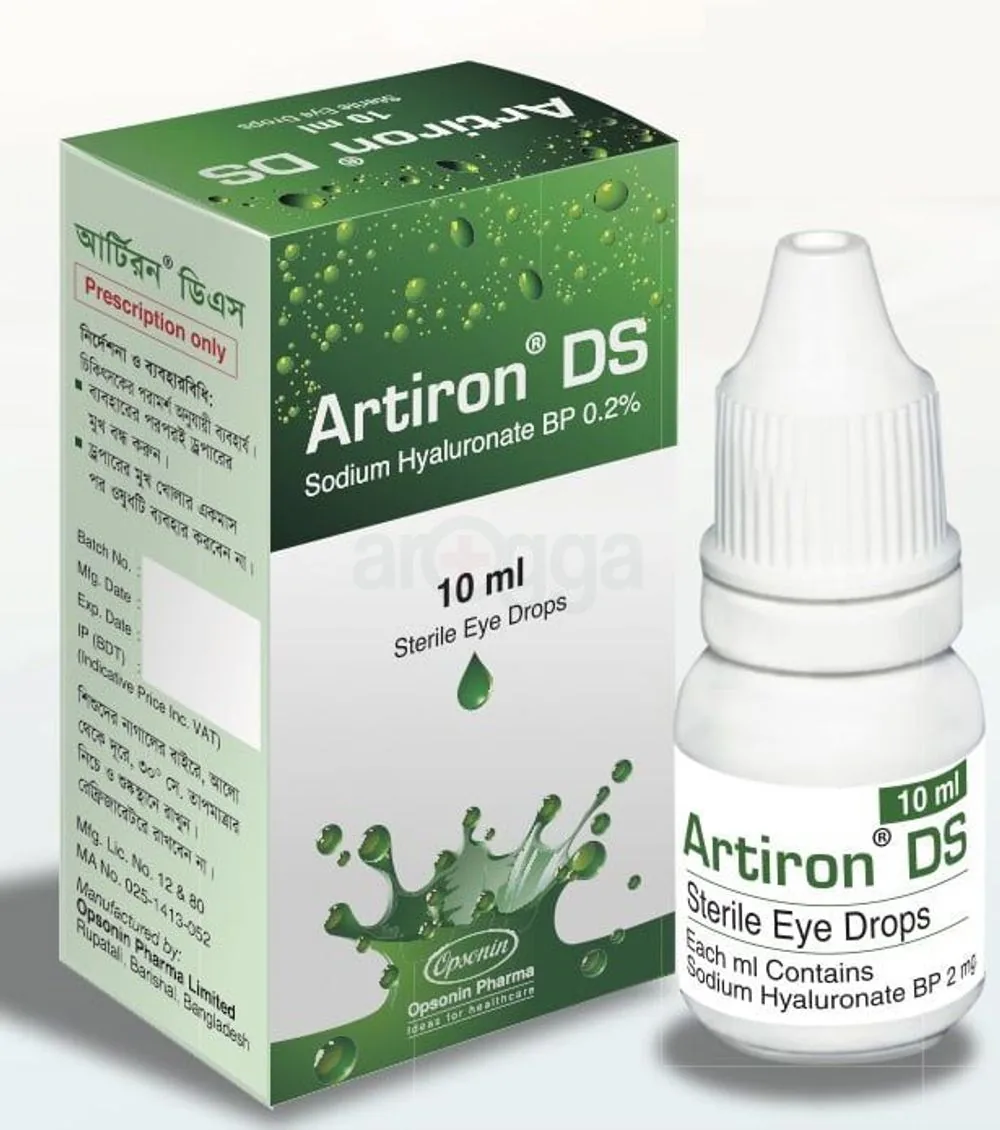 Artiron® DS
10 ml
Sterile Eye Drops
আর্টিরন® ডিএস
Prescription only
নির্দেশনা ও ব্যবহারবিধি:
চিকিৎসকের পরামর্শ অনুযায়ী ব্যবহার্য।
■ ব্যবহারের পরপরই ড্রপারের
মুখ বন্ধ করুন।
■ ড্রপারের মুখ খোলার একমাস
পর ওষুধটি ব্যবহার করবেন না।
Batch No. :
Mfg. Date :
Exp. Date :
IP (BDT) :
(Indicative Price Inc. VAT)
শিশুদের নাগালের বাইরে, আলো
থেকে দূরে, ৩০° সে. তাপমাত্রার
নিচে ও শুষ্কস্থানে রাখুন।
রেফ্রিজারেটরে রাখবেন না।
Mfg. Lic. No. 12 & 80
MA No. 025-1413-052
Manufactured by:
Opsonin Pharma Limited
Rupatali, Barishal, Bangladesh
Artiron® DS
Sodium Hyaluronate BP 0.2%
arogga
10 ml
Sterile Eye Drops
Opsonin
Opsonin Pharma
Ideas for healthcare
10 ml
Artiron® DS
Sterile Eye Drops
Each ml Contains
Sodium Hyaluronate BP 2 mg